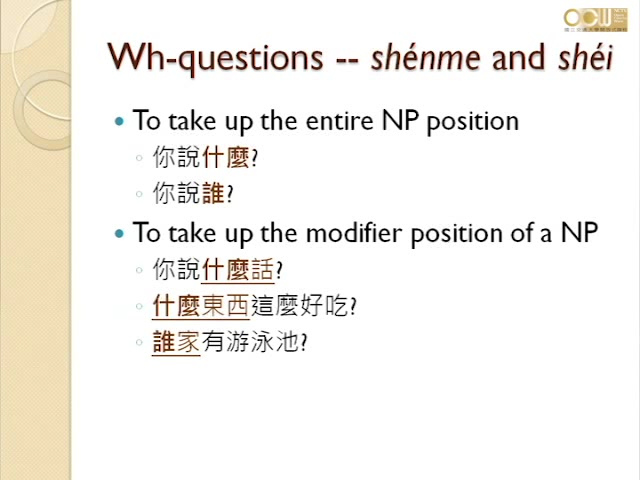 Wh-questions -- shénme and shéi
• To take up the entire NP position
◦ 你說什麼?
◦ 你說誰?
• To take up the modifier position of a NP
◦ 你說什麼話?
◦ 什麼東西這麼好吃?
◦ 誰家有游泳池?